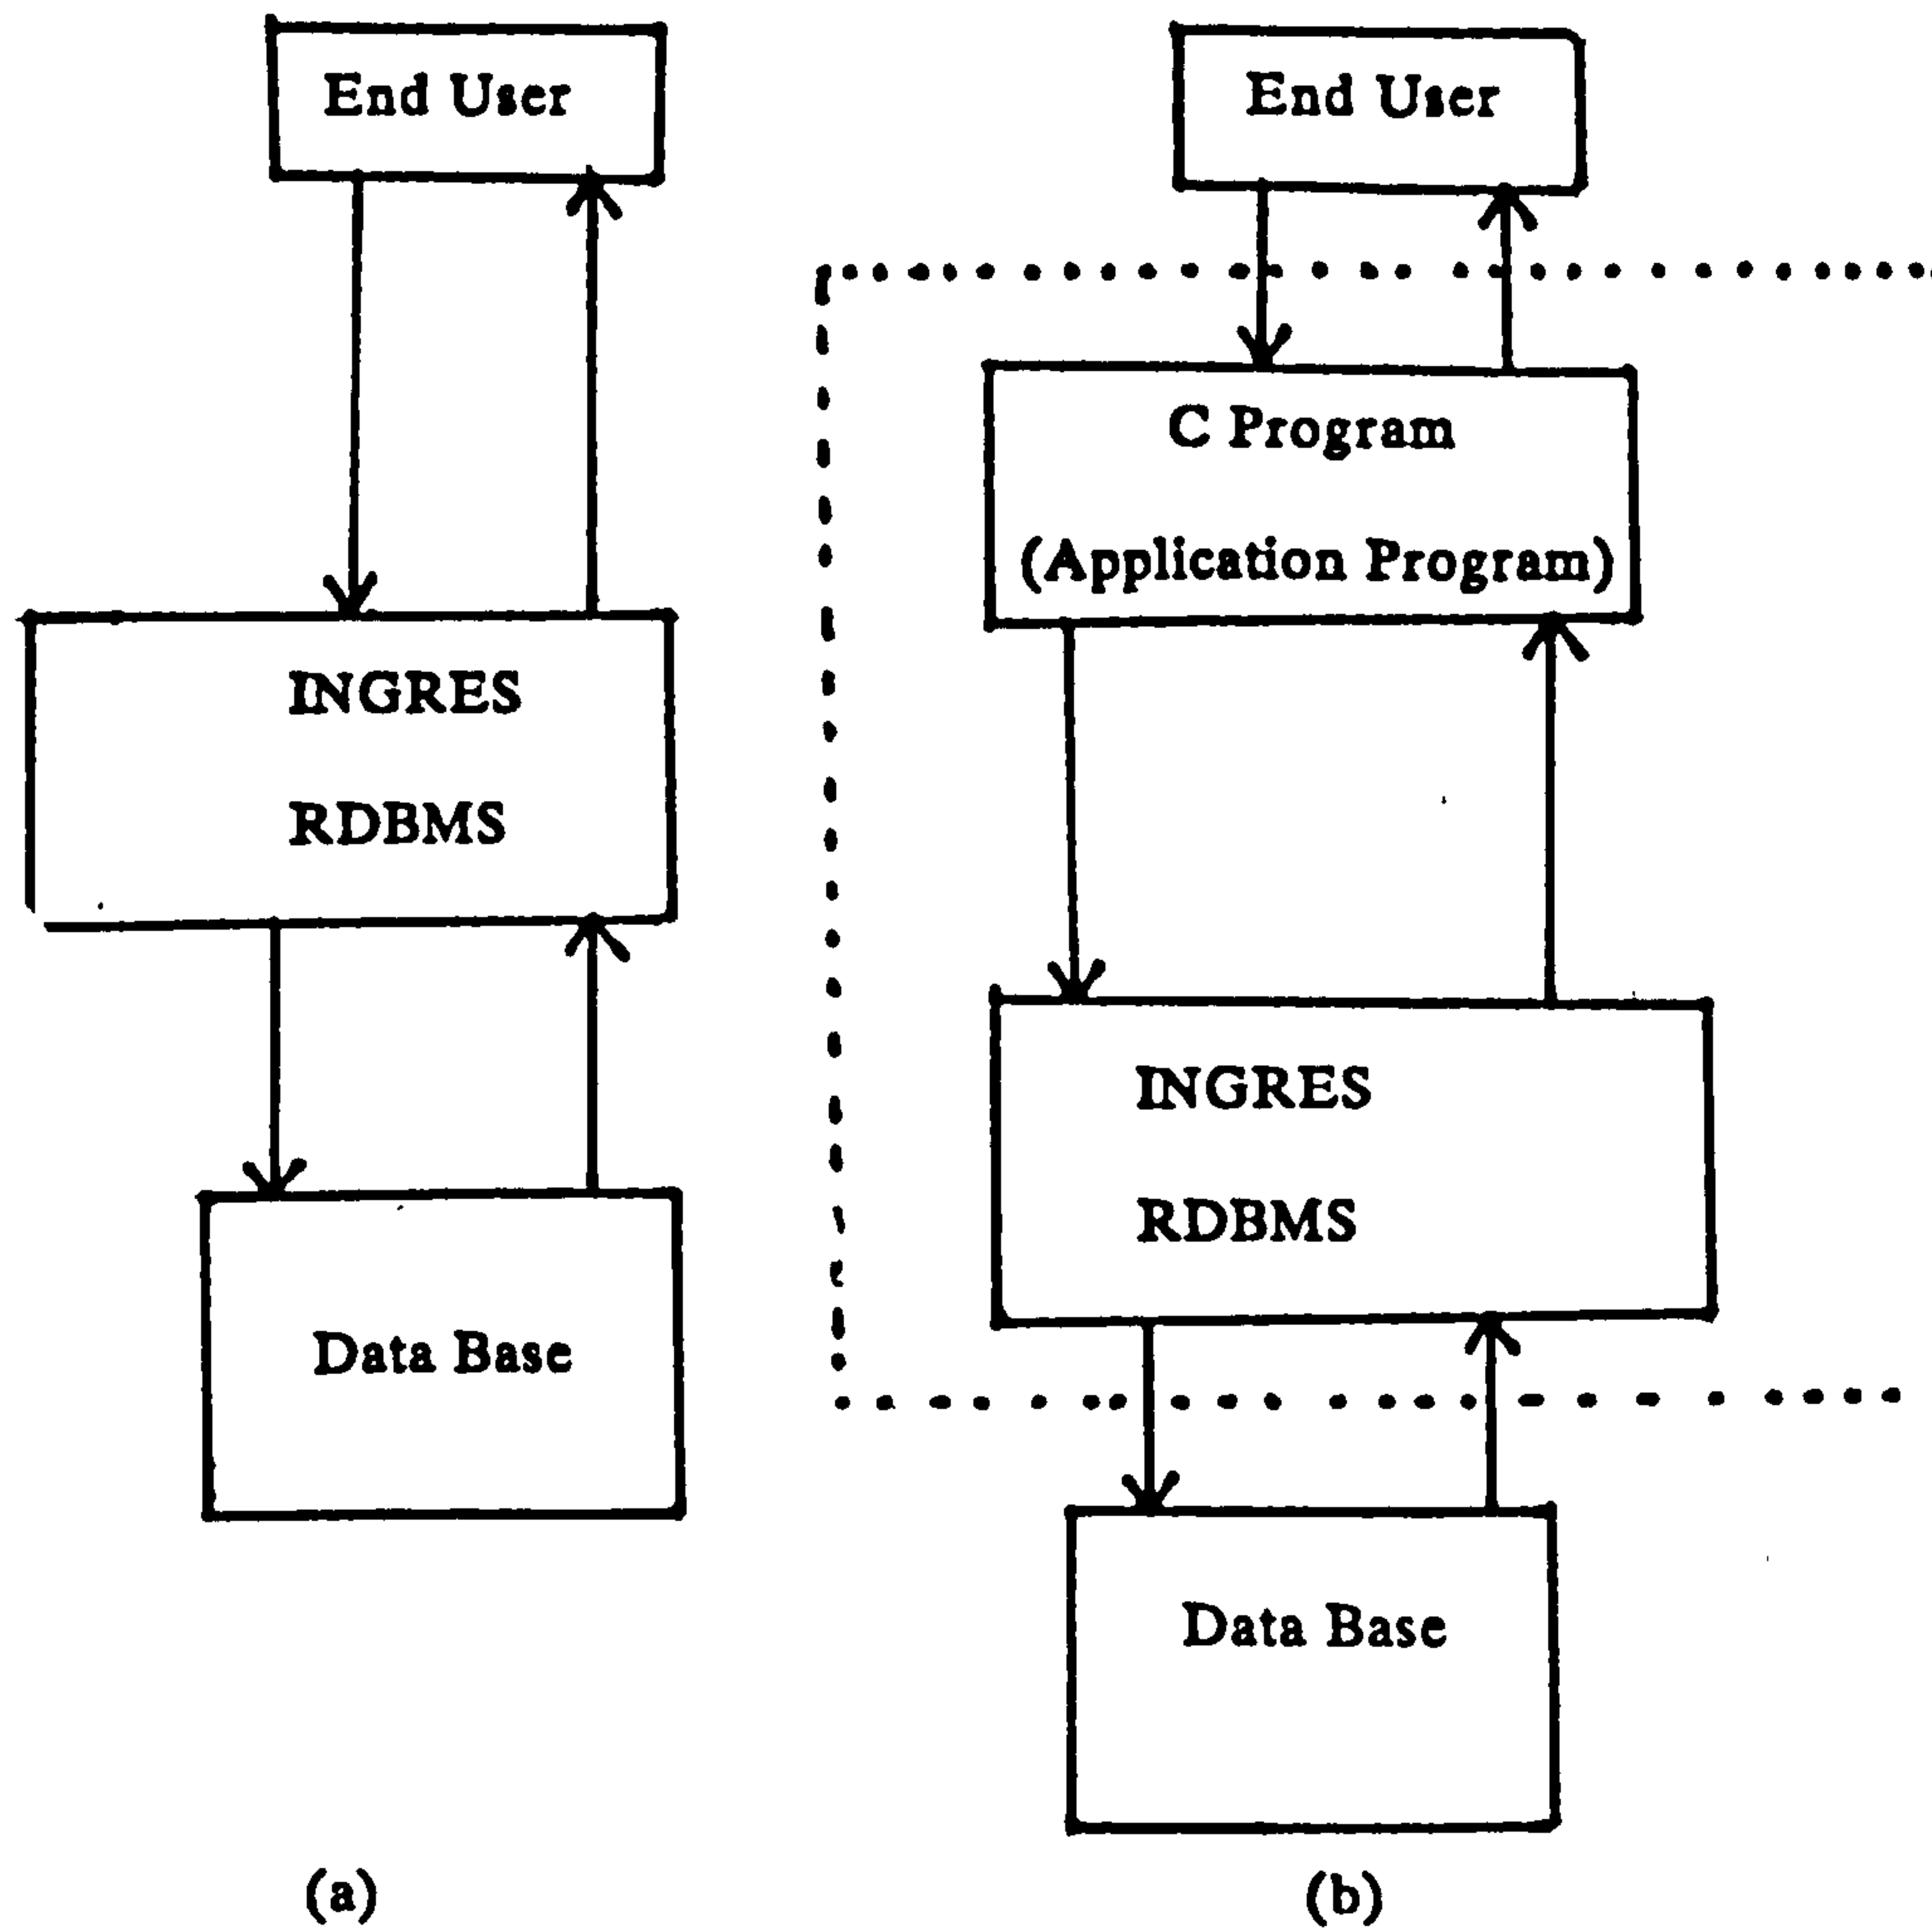 End User
INGRES
RDBMS
Data Base
(a)
End User
C Program
(Application Program)
INGRES
RDBMS
Data Base
(b)